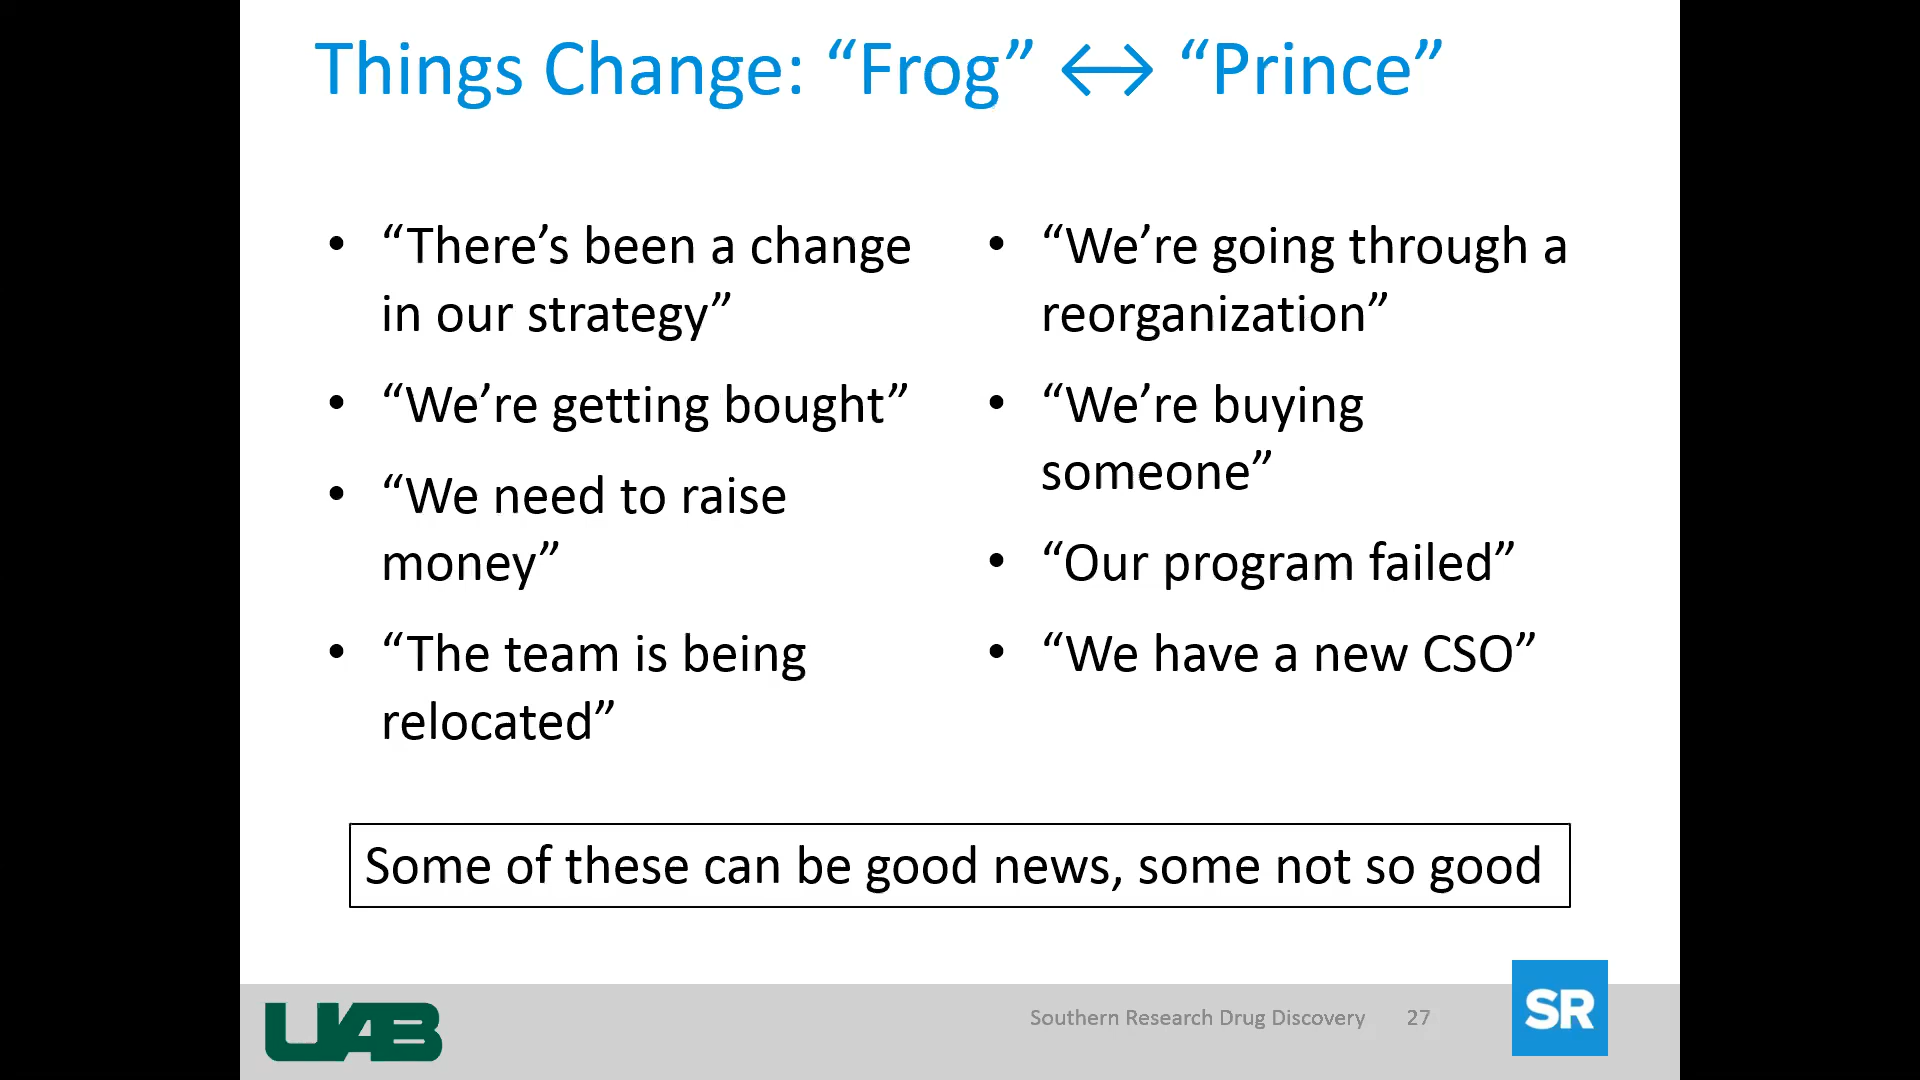 Things Change: “Frog” ↔ “Prince”
• “There’s been a change
in our strategy”
• “We’re getting bought”
• “We need to raise
money”
• “The team is being
relocated”
• “We’re going through a
reorganization”
• “We’re buying
someone”
• “Our program failed”
• “We have a new CSO”
Some of these can be good news, some not so good
UAB
Southern Research Drug Discovery 27
SR